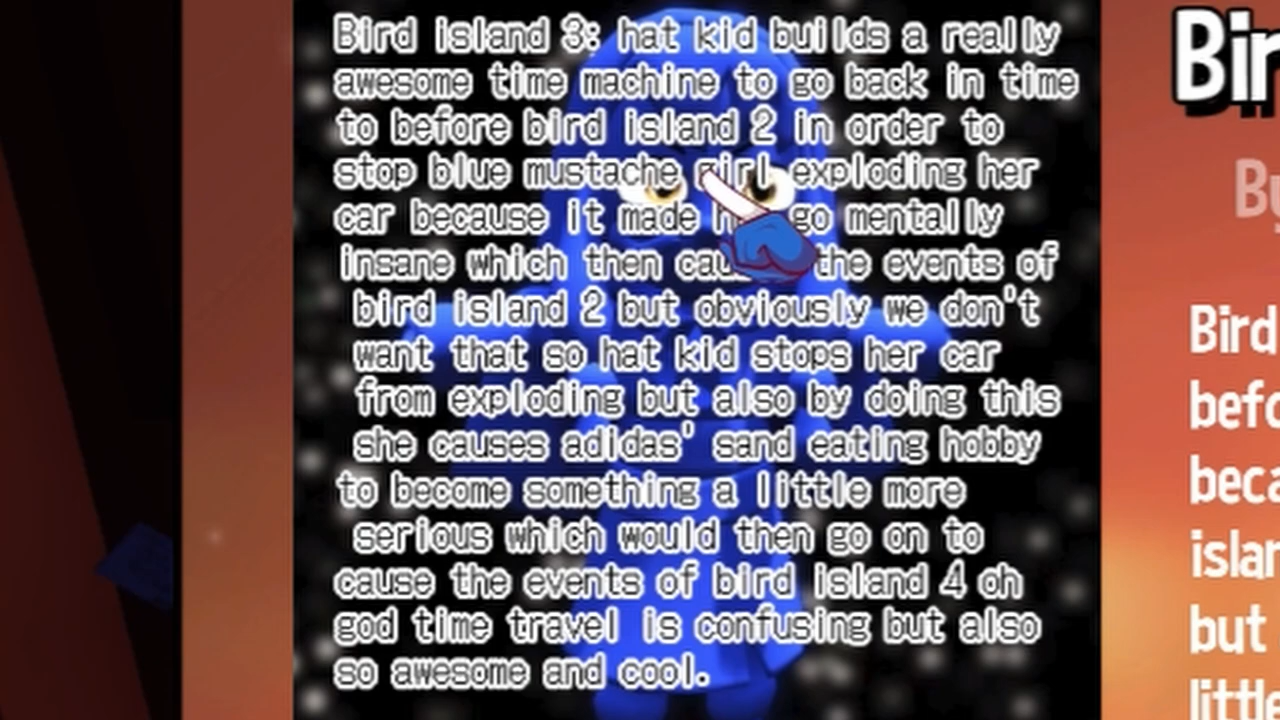 Bird island 3: hat kid builds a really
awesome time machine to go back in time
to before bird island 2 in order to
stop blue mustache girl exploding her
car because it made go mentally
insane which then the events of
bird island 2 but obviously we don't
want that so hat kid stops her car
from exploding but also by doing this
she causes adidas' sand eating hobby
to become something a little more
serious which would then go on to
cause the events of bird island 4 oh
god time travel is confusing but also
so awesome and cool.
Bir
By
Bird
befo
beca
islan
but
little